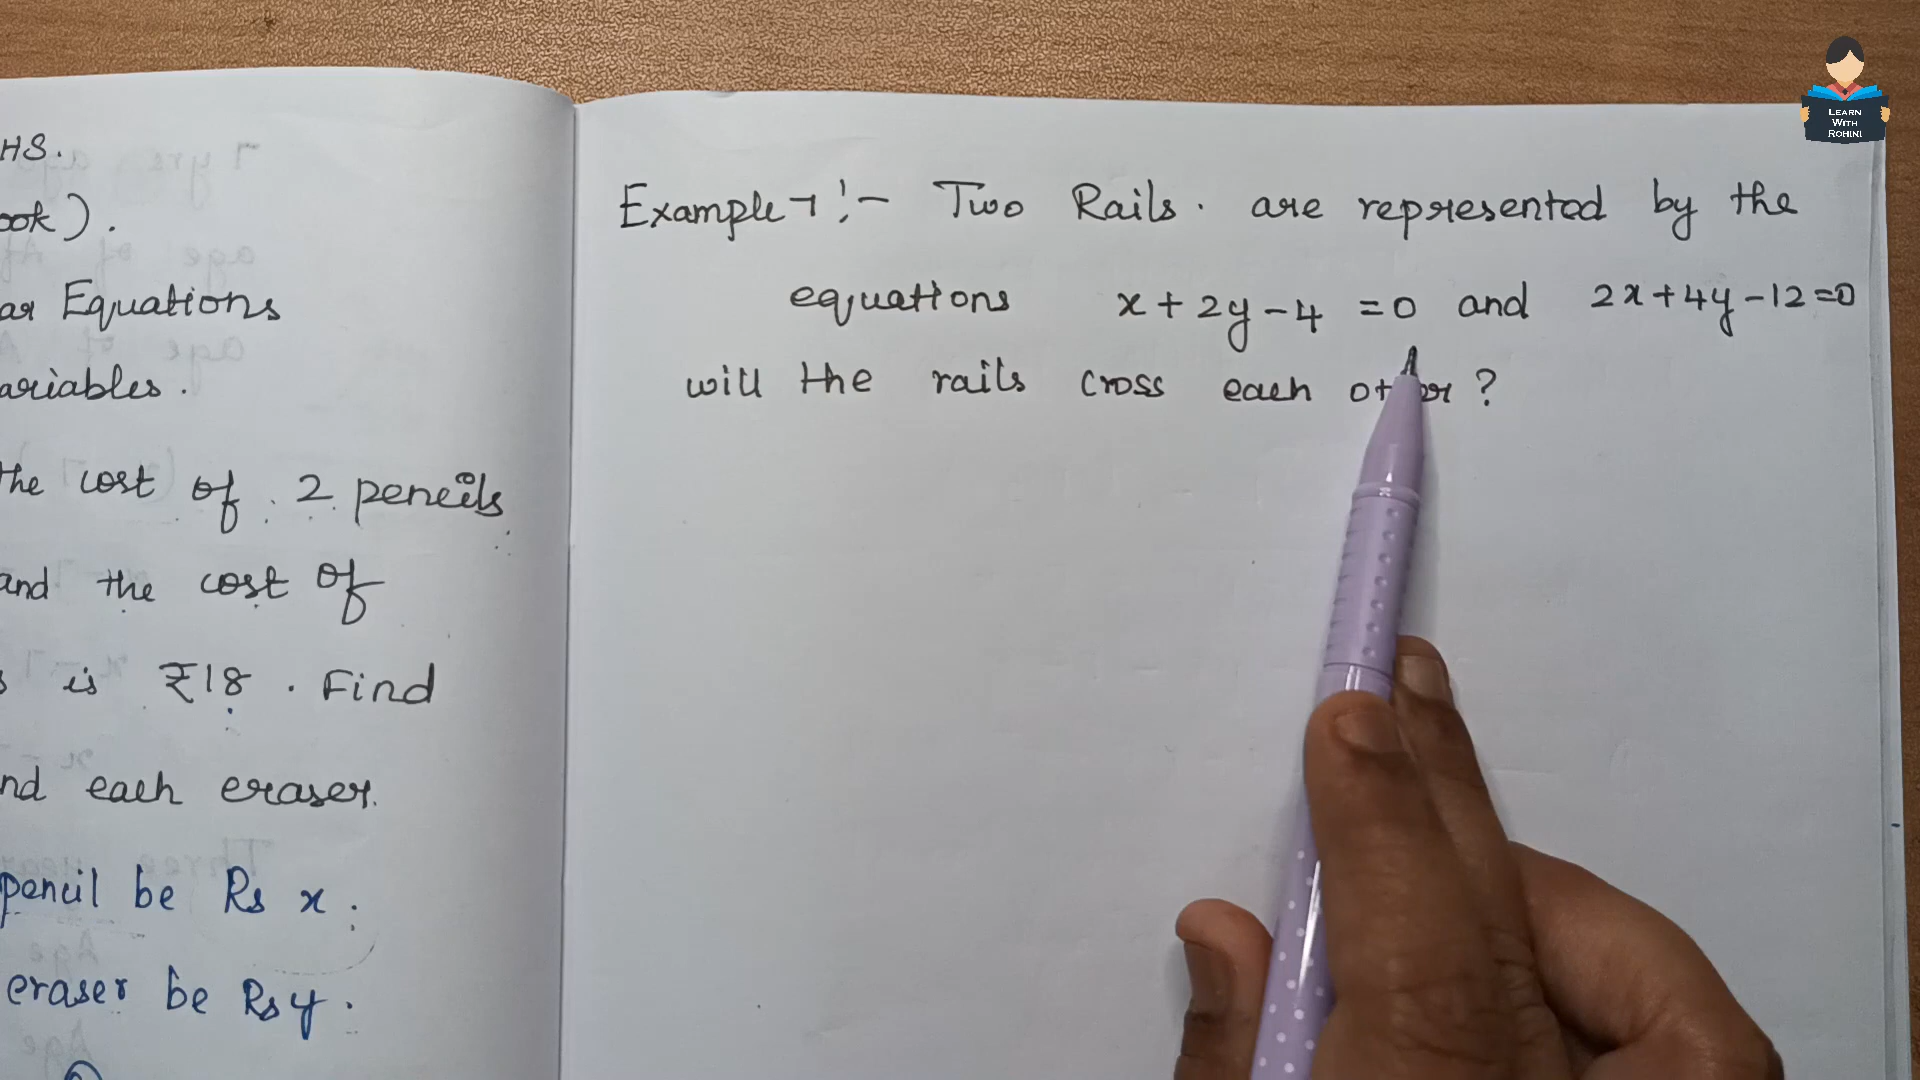 HS.
ook).
ar Equations
ariables.
the cost of 2 pencils
and the cost of
s is ₹18. Find
nd each eraser.
pencil be Rs x.
eraser be Rs y.
Example :- Two Rails. are represented by the
equations x + 2y - 4 = 0 and 2x + 4y - 12 = 0
will the rails cross each other ?
LEARN
WITH
ROHINI